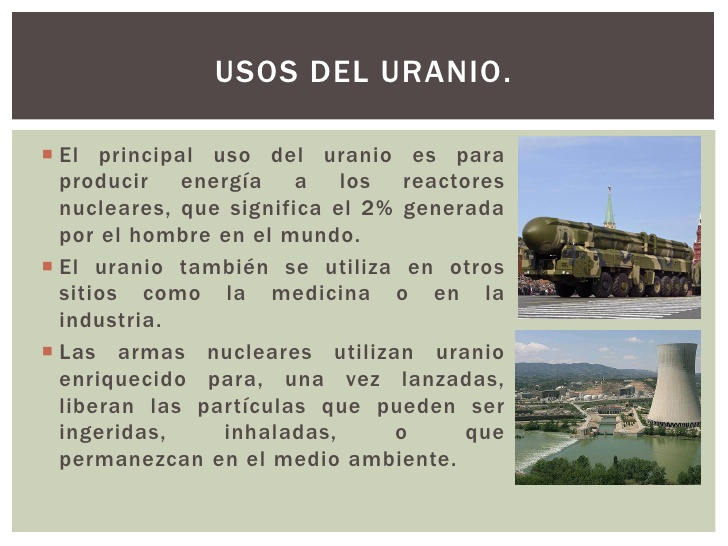 USOS DEL URANIO.
El principal uso del uranio es para
producir energía a los reactores
nucleares, que significa el 2% generada
por el hombre en el mundo.
El uranio también se utiliza en otros
sitios como la medicina o en la
industria.
Las armas nucleares utilizan uranio
enriquecido para, una vez lanzadas,
liberan las partículas que pueden ser
ingeridas, inhaladas, o que
permanezcan en el medio ambiente.